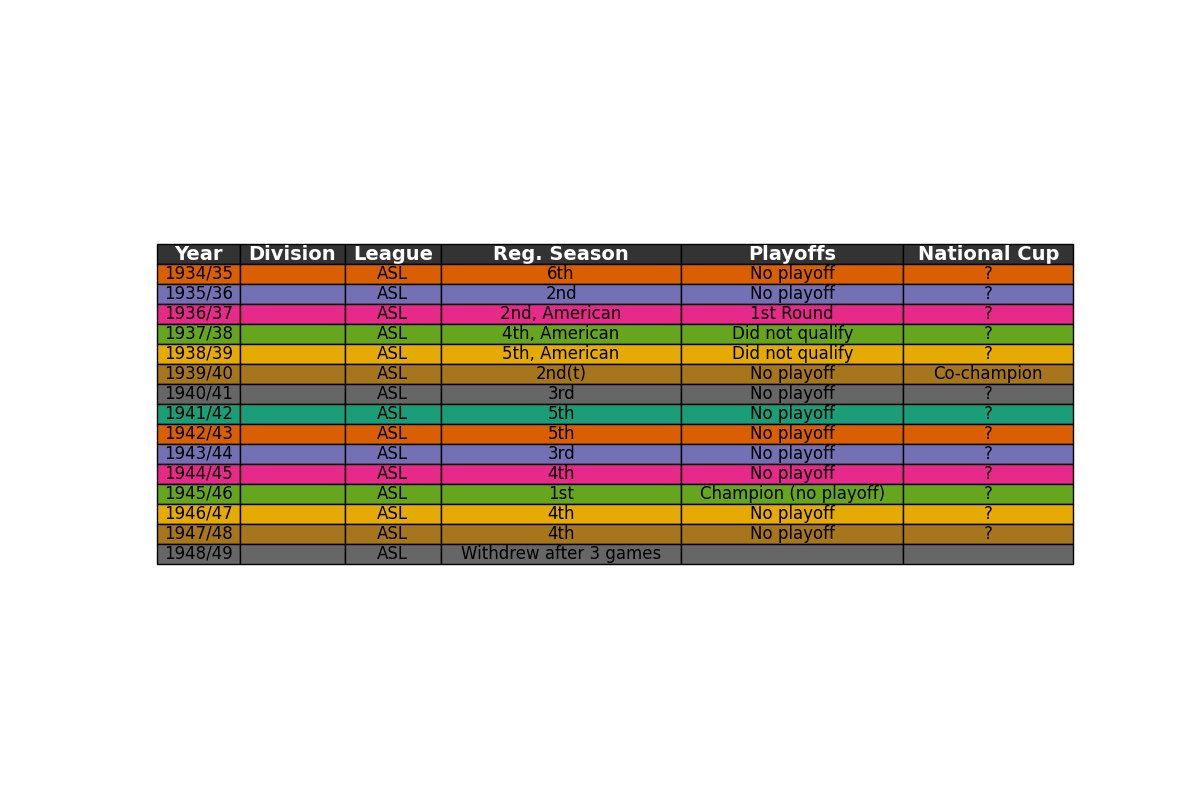 Year Division League Reg. Season Playoffs National Cup
1934/35 ASL 6th No playoff ?
1935/36 ASL 2nd No playoff ?
1936/37 ASL 2nd, American 1st Round ?
1937/38 ASL 4th, American Did not qualify ?
1938/39 ASL 5th, American Did not qualify ?
1939/40 ASL 2nd(t) No playoff Co-champion
1940/41 ASL 3rd No playoff ?
1941/42 ASL 5th No playoff ?
1942/43 ASL 5th No playoff ?
1943/44 ASL 3rd No playoff ?
1944/45 ASL 4th No playoff ?
1945/46 ASL 1st Champion (no playoff) ?
1946/47 ASL 4th No playoff ?
1947/48 ASL 4th No playoff ?
1948/49 ASL Withdrew after 3 games